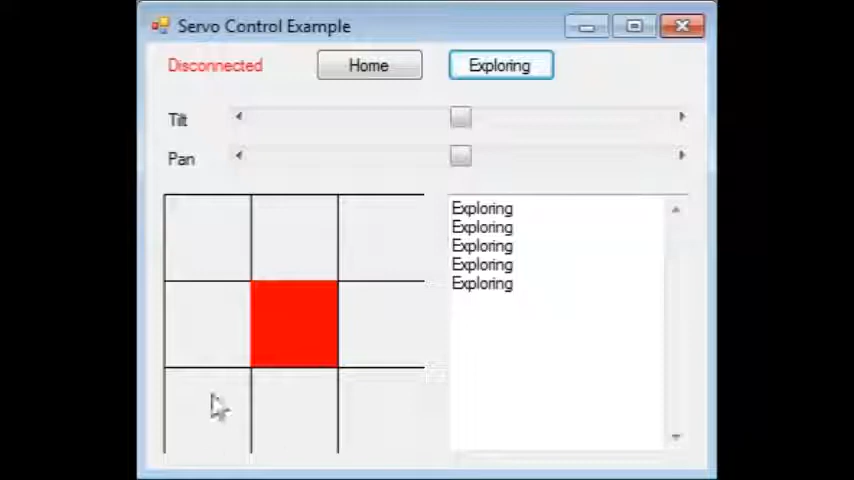 Servo Control Example
Disconnected Home Exploring
Tilt
Pan
Exploring
Exploring
Exploring
Exploring
Exploring